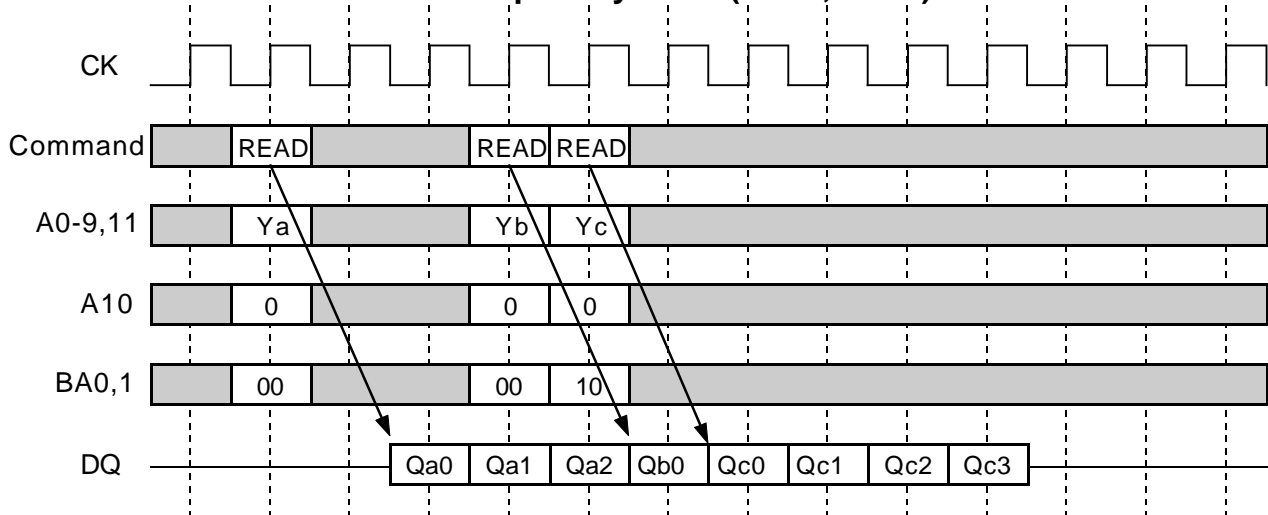 CK
Command READ READ READ
A0-9,11 Ya Yb Yc
A10 0 0 0
BA0,1 00 00 10
DQ Qa0 Qa1 Qa2 Qb0 Qc0 Qc1 Qc2 Qc3